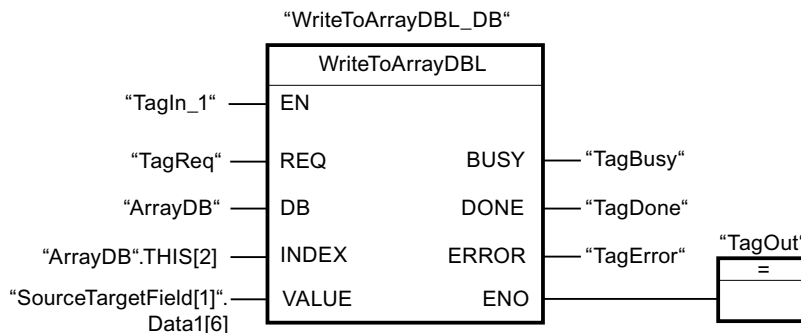 “WriteToArrayDBL_DB“
WriteToArrayDBL
“TagIn_1“ EN
“TagReq“ REQ BUSY “TagBusy“
“ArrayDB“ DB DONE “TagDone“
“ArrayDB“.THIS[2] INDEX ERROR “TagError“ “TagOut“
=
“SourceTargetField[1]“. VALUE ENO
Data1[6]